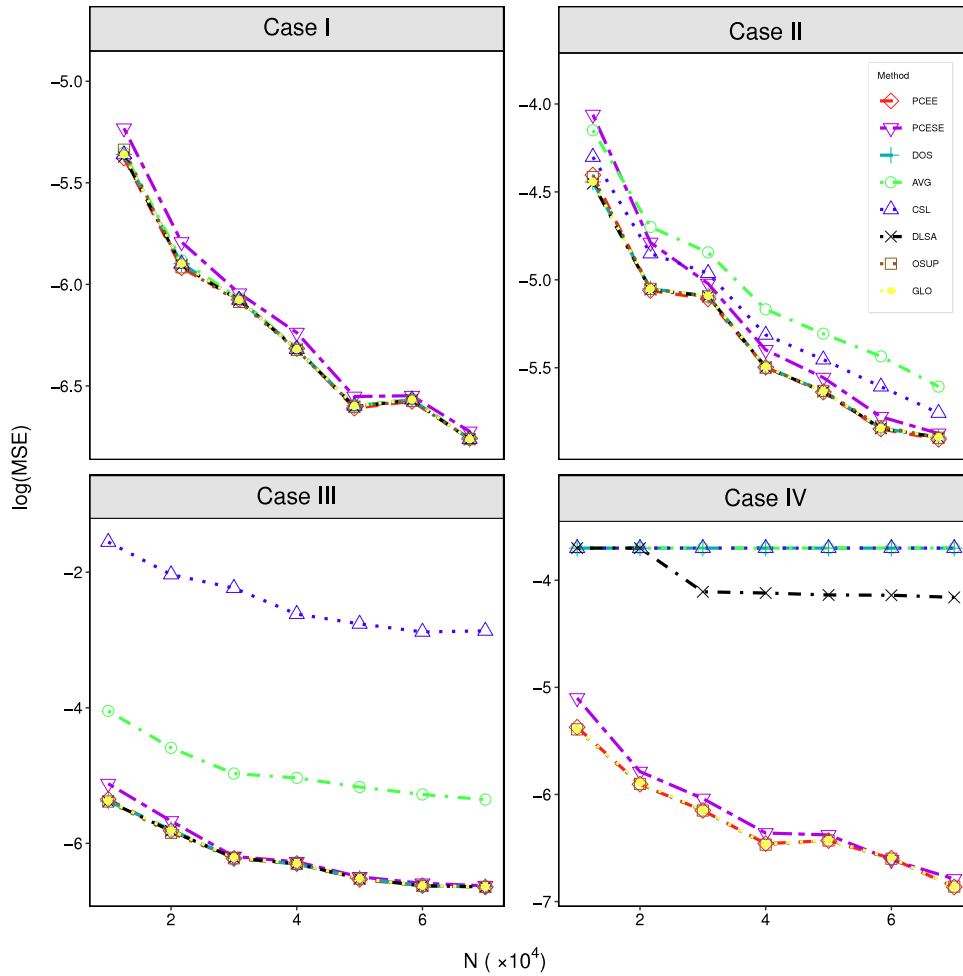 Case I
Case II
−5.0
−5.5
−6.0
−6.5
−4.0
−4.5
−5.0
−5.5
Method
PCEE
PCESE
DOS
AVG
CSL
DLSA
OSUP
GLO
log(MSE)
Case III
Case IV
−2
−4
−6
−4
−5
−6
−7
2
4
6
2
4
6
N ( ×10⁴)